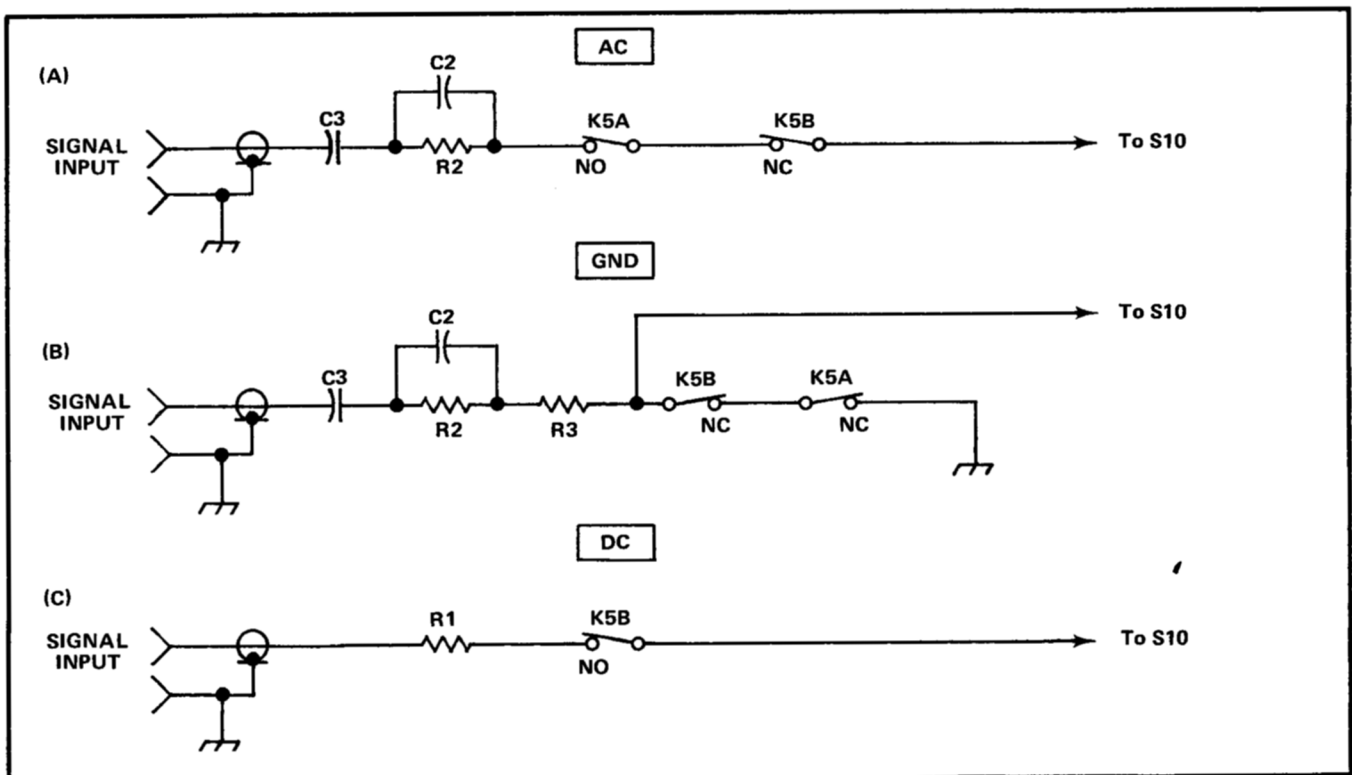 AC
(A)
C2
C3
K5A
K5B
SIGNAL
INPUT
To S10
R2
NO
NC
GND
To S10
C2
(B)
C3
K5B
K5A
SIGNAL
INPUT
R2
R3
NC
NC
DC
(C)
R1
K5B
SIGNAL
INPUT
To S10
NO